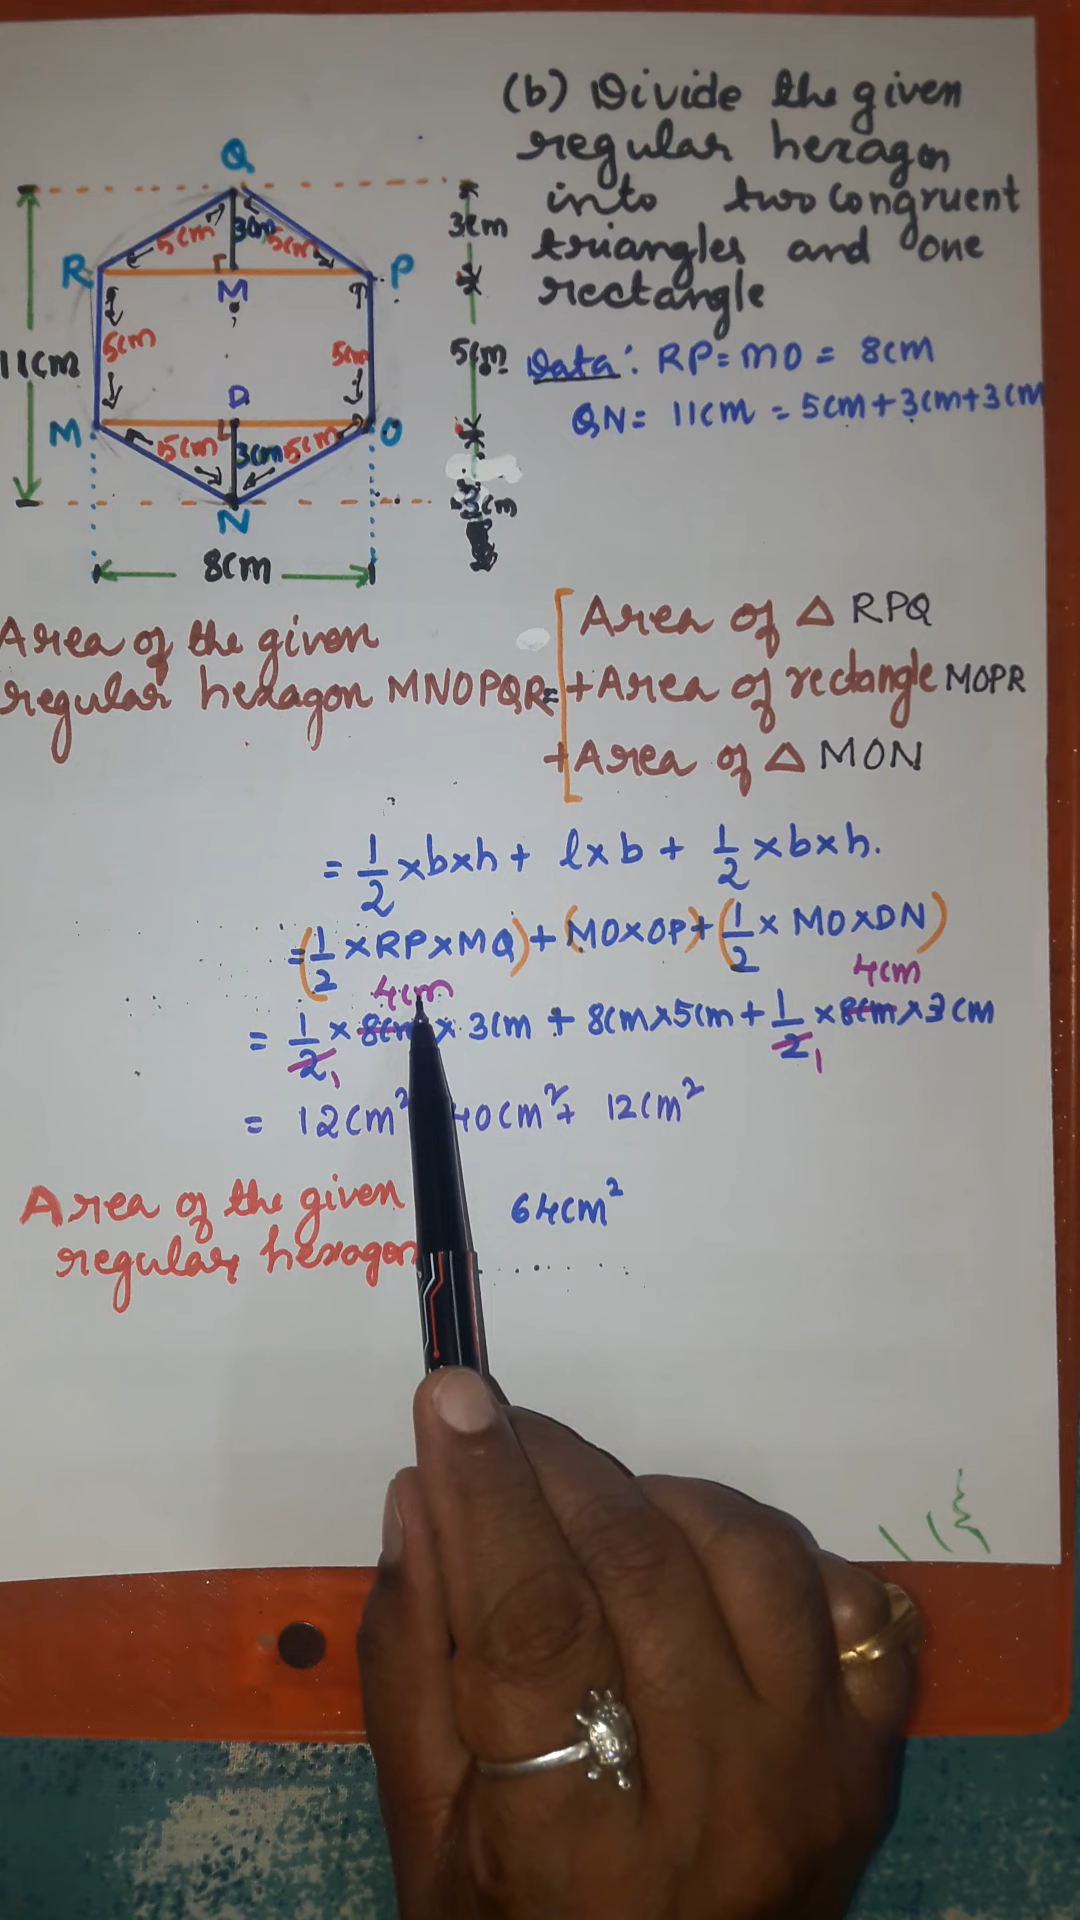 (b) Divide the given
regular hexagon
into two congruent
triangles and one
rectangle
Data: RP = MO = 8cm
QN = 11cm = 5cm + 3cm + 3cm
Q
5cm 3cm 5cm
3cm
R P
M
11cm
5cm 5cm
5cm
D
M O
5cm 3cm 5cm
3cm
N
8cm
Area of the given
regular hexagon MNOPQR =
Area of △ RPQ
+ Area of rectangle MOPR
+ Area of △ MON
= 1/2 × b × h + l × b + 1/2 × b × h.
= (1/2 × RP × MQ) + (MO × OP) + (1/2 × MO × DN)
4cm 4cm
= 1/2 × 8cm × 3cm + 8cm × 5cm + 1/2 × 8cm × 3cm
1 1
= 12cm² 40cm² + 12cm²
Area of the given
regular hexagon
64cm²